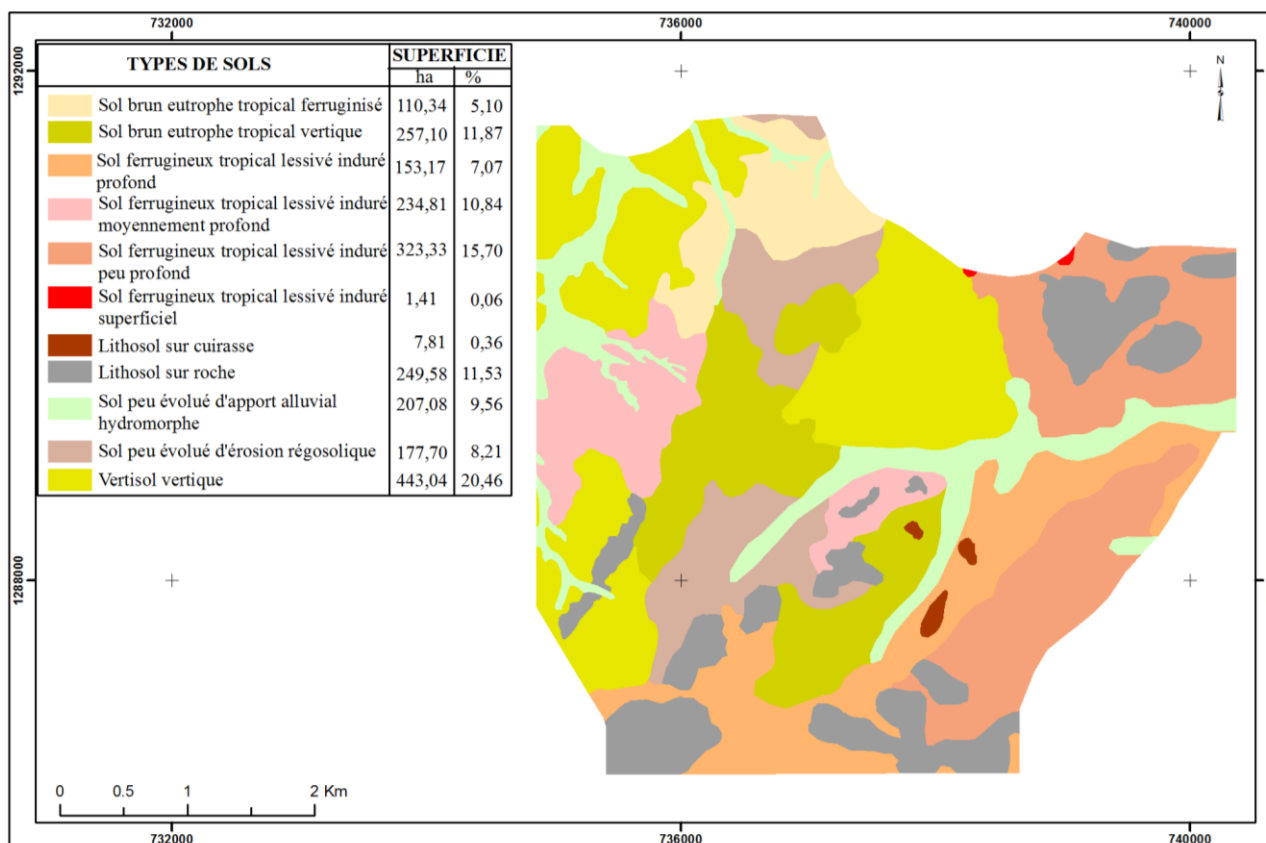 732000 736000 740000
1292000
N
TYPES DE SOLS SUPERFICIE
ha %
Sol brun eutrophe tropical ferruginisé 110,34 5,10
Sol brun eutrophe tropical vertique 257,10 11,87
Sol ferrugineux tropical lessivé induré
profond 153,17 7,07
Sol ferrugineux tropical lessivé induré
moyennement profond 234,81 10,84
Sol ferrugineux tropical lessivé induré
peu profond 323,33 15,70
Sol ferrugineux tropical lessivé induré
superficiel 1,41 0,06
Lithosol sur cuirasse 7,81 0,36
Lithosol sur roche 249,58 11,53
Sol peu évolué d'apport alluvial
hydromorphe 207,08 9,56
Sol peu évolué d'érosion régosolique 177,70 8,21
Vertisol vertique 443,04 20,46
1288000
0 0.5 1 2 Km
732000 736000 740000